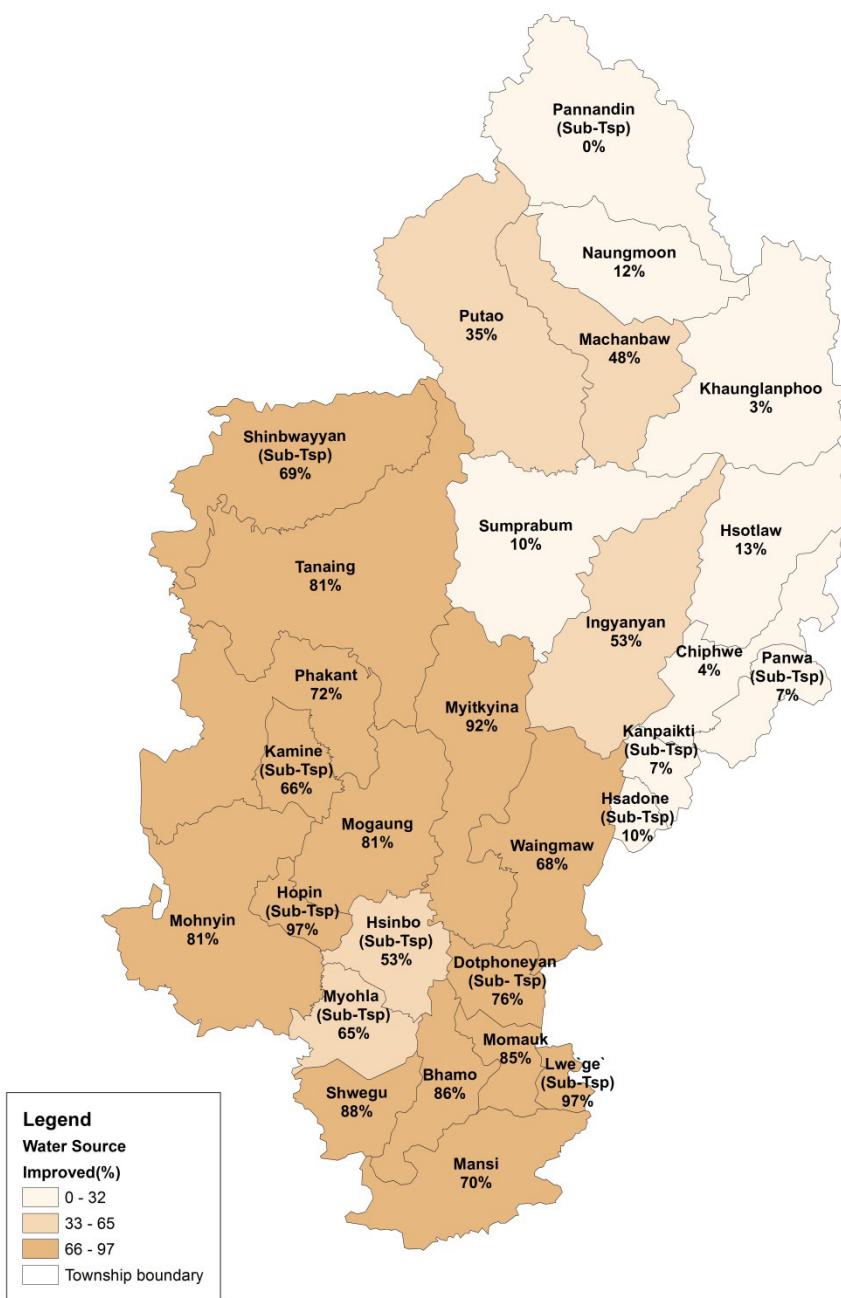 Pannandin
(Sub-Tsp)
0%
Naungmoon
12%
Putao
35%
Machanbaw
48%
Khaunglanphoo
3%
Shinbwayyan
(Sub-Tsp)
69%
Sumprabum
10%
Hsotlaw
13%
Tanaing
81%
Ingyanyan
53%
Chiphwe
4%
Panwa
(Sub-Tsp)
7%
Phakant
72%
Myitkyina
92%
Kanpaikti
(Sub-Tsp)
7%
Kamine
(Sub-Tsp)
66%
Hsadone
(Sub-Tsp)
10%
Mogaung
81%
Waingmaw
68%
Hopin
(Sub-Tsp)
97%
Mohnyin
81%
Hsinbo
(Sub-Tsp)
53%
Dotphoneyan
(Sub- Tsp)
76%
Myohla
(Sub-Tsp)
65%
Momauk
85%
Lwe`ge`
(Sub-Tsp)
97%
Bhamo
86%
Shwegu
88%
Mansi
70%
Legend
Water Source
Improved(%)
0 - 32
33 - 65
66 - 97
Township boundary